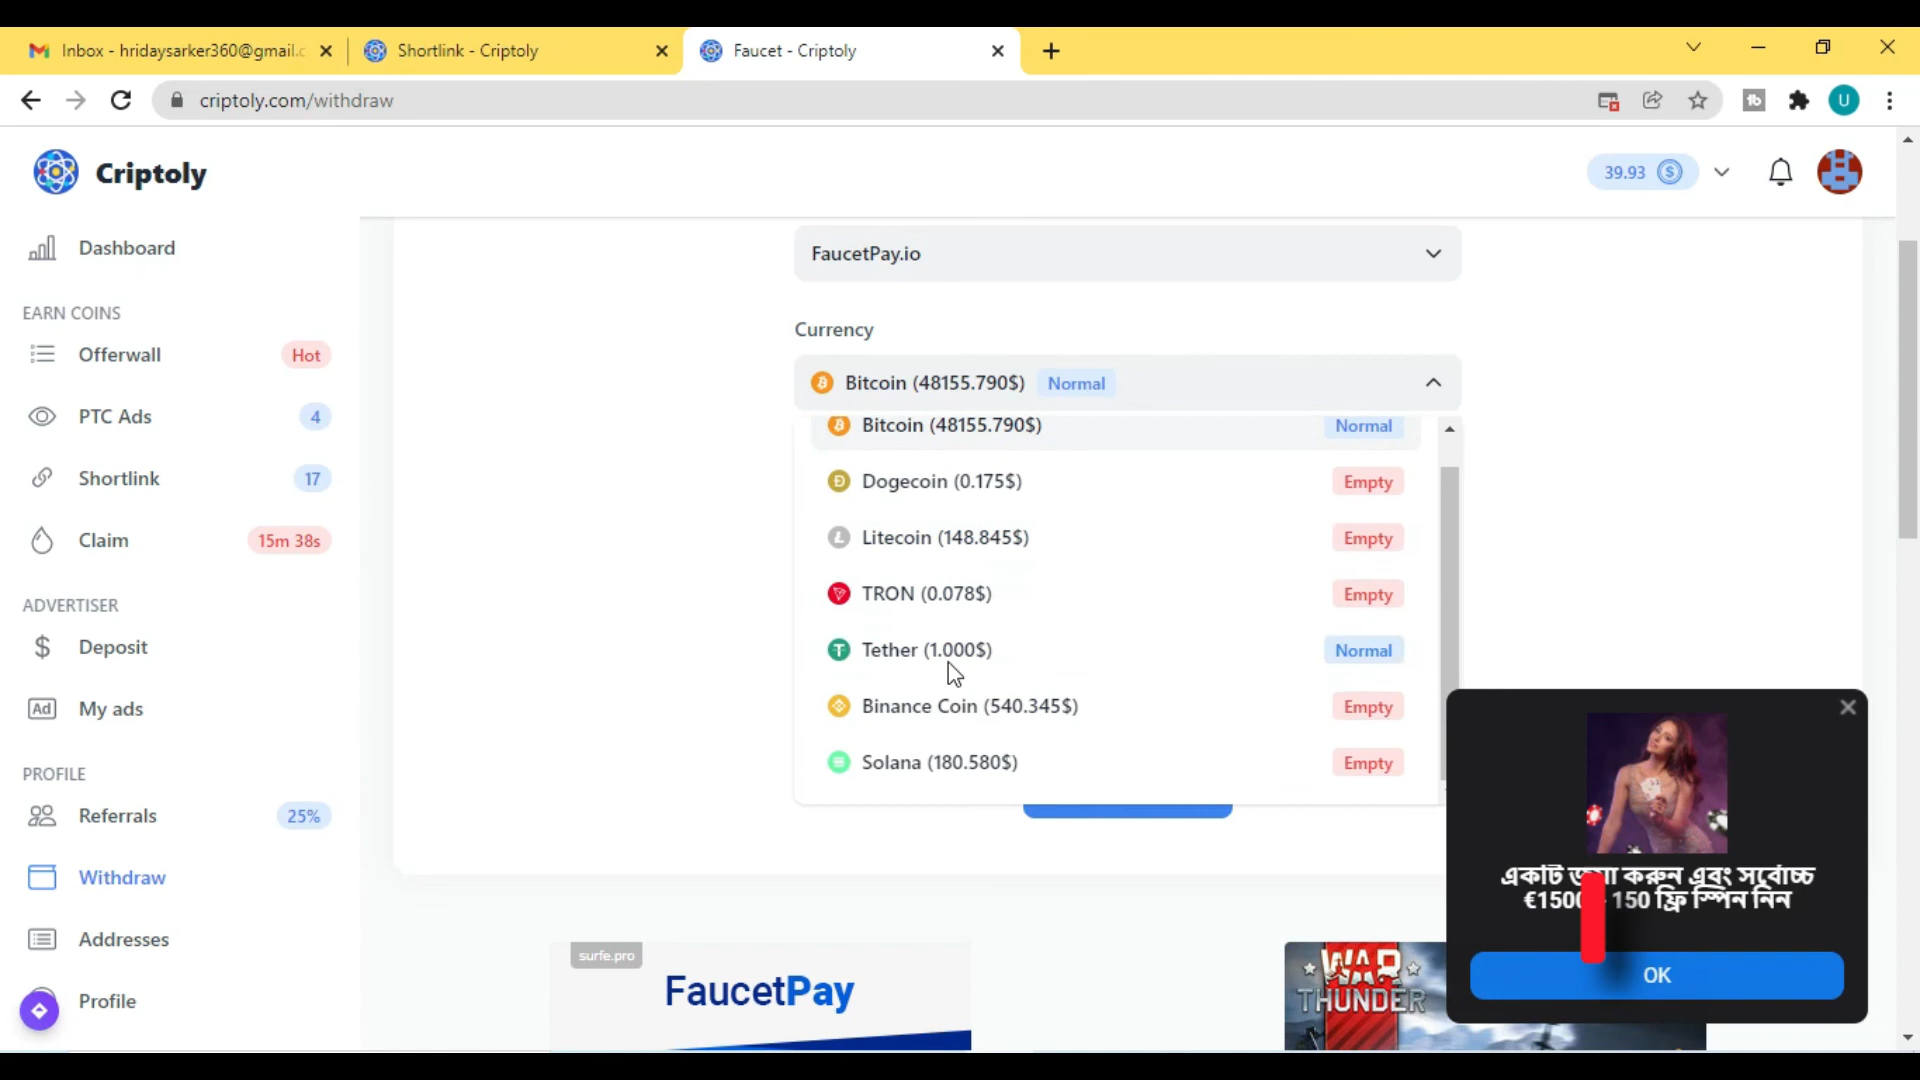 Inbox - hridaysarker360@gmail.c
Shortlink - Criptoly
Faucet - Criptoly
criptoly.com/withdraw
U
Criptoly
39.93
Dashboard
EARN COINS
Offerwall Hot
PTC Ads 4
Shortlink 17
Claim 15m 38s
ADVERTISER
Deposit
Ad My ads
PROFILE
Referrals 25%
Withdraw
Addresses
Profile
FaucetPay.io
Currency
Bitcoin (48155.790$) Normal
Bitcoin (48155.790$) Normal
Dogecoin (0.175$) Empty
Litecoin (148.845$) Empty
TRON (0.078$) Empty
Tether (1.000$) Normal
Binance Coin (540.345$) Empty
Solana (180.580$) Empty
surfe.pro
FaucetPay
WAR
THUNDER
একটি করুন এবং সর্বোচ্চ
150 ফ্রি স্পিন নিন
OK